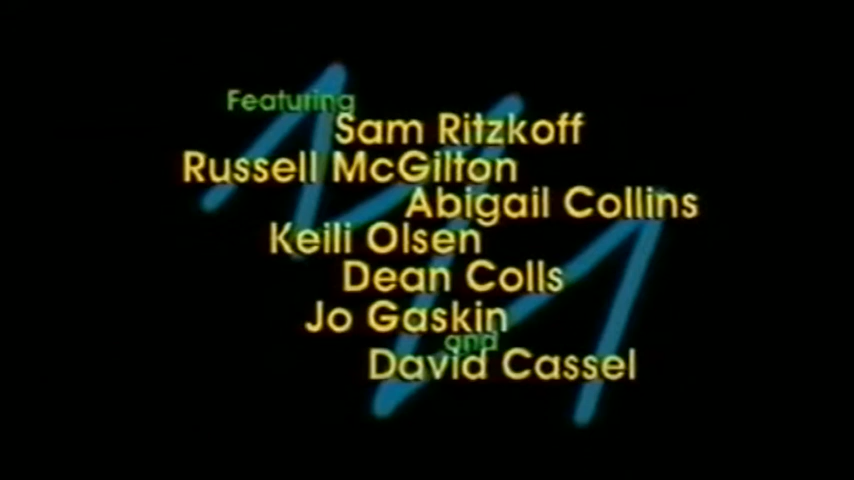 Featuring
Sam Ritzkoff
Russell McGilton
Abigail Collins
Keili Olsen
Dean Colls
Jo Gaskin
and
David Cassel